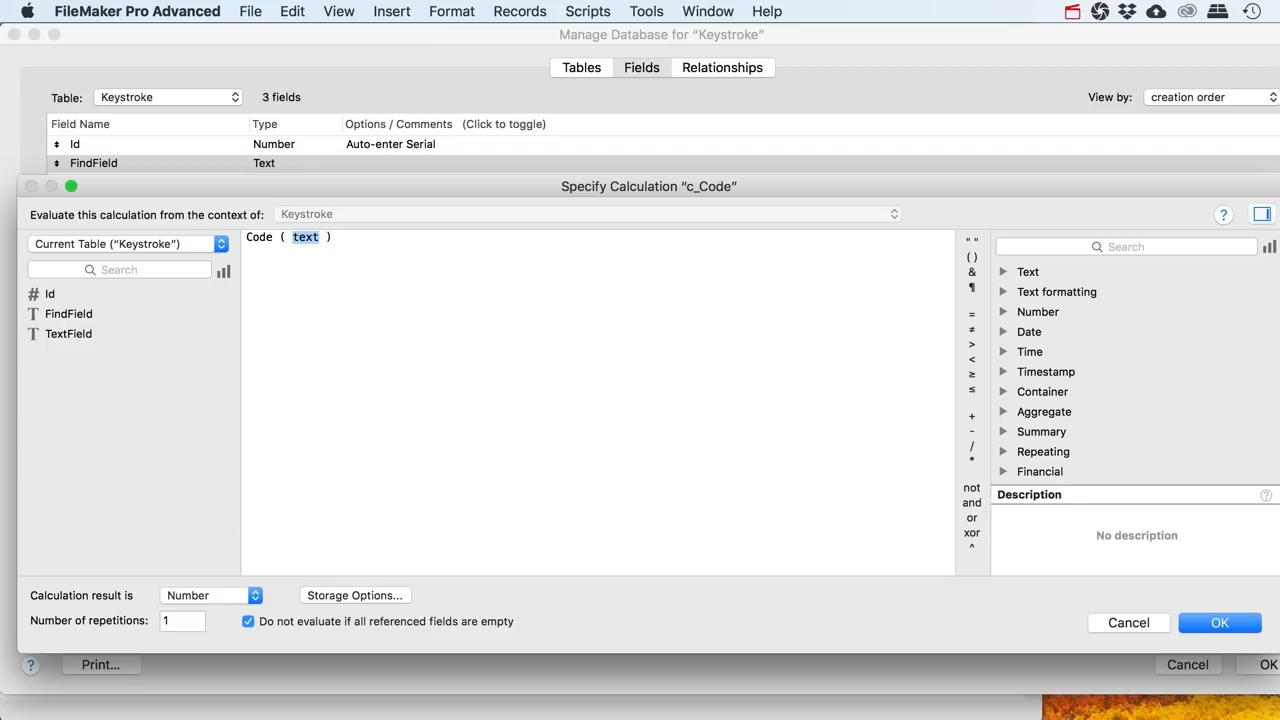 FileMaker Pro Advanced File Edit View Insert Format Records Scripts Tools Window Help
Manage Database for “Keystroke”
Tables Fields Relationships
Table: Keystroke 3 fields View by: creation order
Field Name Type Options / Comments (Click to toggle)
Id Number Auto-enter Serial
FindField Text
Specify Calculation “c_Code”
Evaluate this calculation from the context of: Keystroke ?
Current Table (“Keystroke”)
Search
# Id
T FindField
T TextField
Code ( text )
" "
( )
&
¶
=
≠
>
<
≥
≤
+
-
/
*
not
and
or
xor
^
Search
Text
Text formatting
Number
Date
Time
Timestamp
Container
Aggregate
Summary
Repeating
Financial
Description ?
No description
Calculation result is Number Storage Options...
Number of repetitions: 1 Do not evaluate if all referenced fields are empty
Cancel OK
? Print... Cancel OK